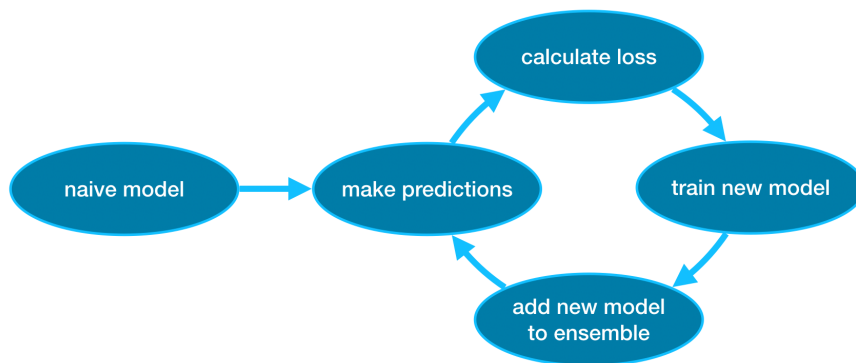 calculate loss
naive model
make predictions
train new model
add new model
to ensemble